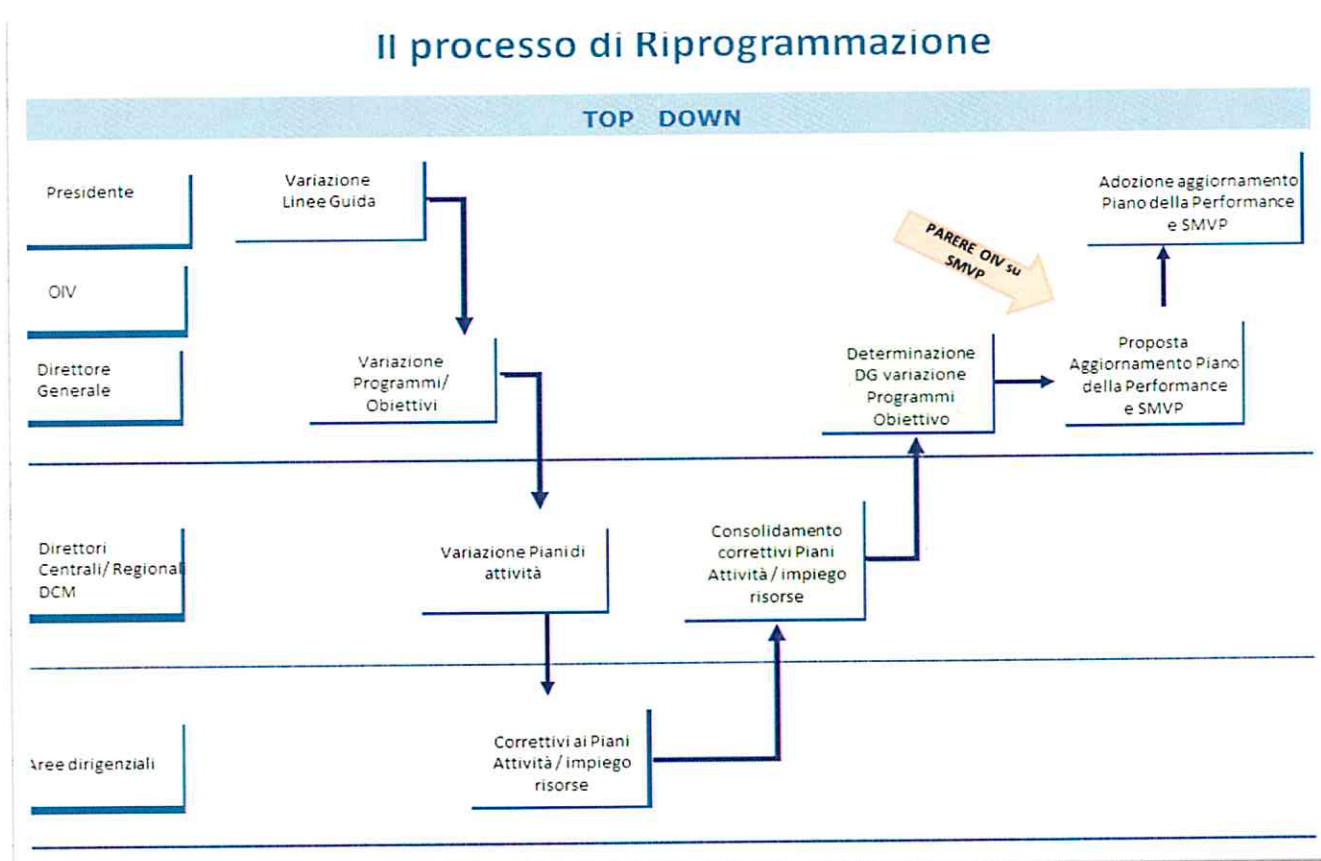 Il processo di Riprogrammazione
TOP DOWN
Presidente
Variazione
Linee Guida
Adozione aggiornamento
Piano della Performance
e SMVP
PARERE OIV su
SMVP
OIV
Direttore
Generale
Variazione
Programmi/
Obiettivi
Determinazione
DG variazione
Programmi
Obiettivo
Proposta
Aggiornamento Piano
della Performance
e SMVP
Direttori
Centrali/Regional
DCM
Variazione Piani di
attività
Consolidamento
correttivi Piani
Attività / impiego
risorse
Aree dirigenziali
Correttivi ai Piani
Attività / impiego
risorse